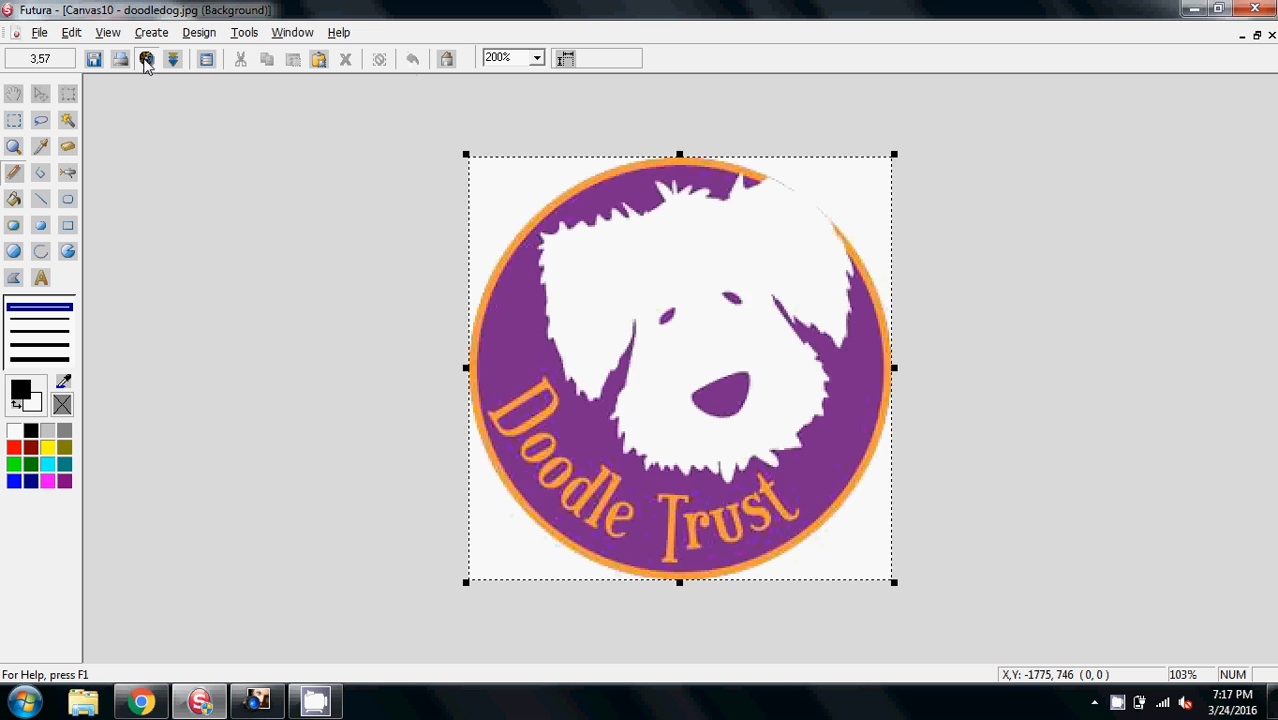 Futura - [Canvas10 - doodledog.jpg (Background)]
File Edit View Create Design Tools Window Help
3,57
200%
Doodle Trust
For Help, press F1
X,Y: -1775, 746 ( 0, 0 )
103%
NUM
7:17 PM
3/24/2016